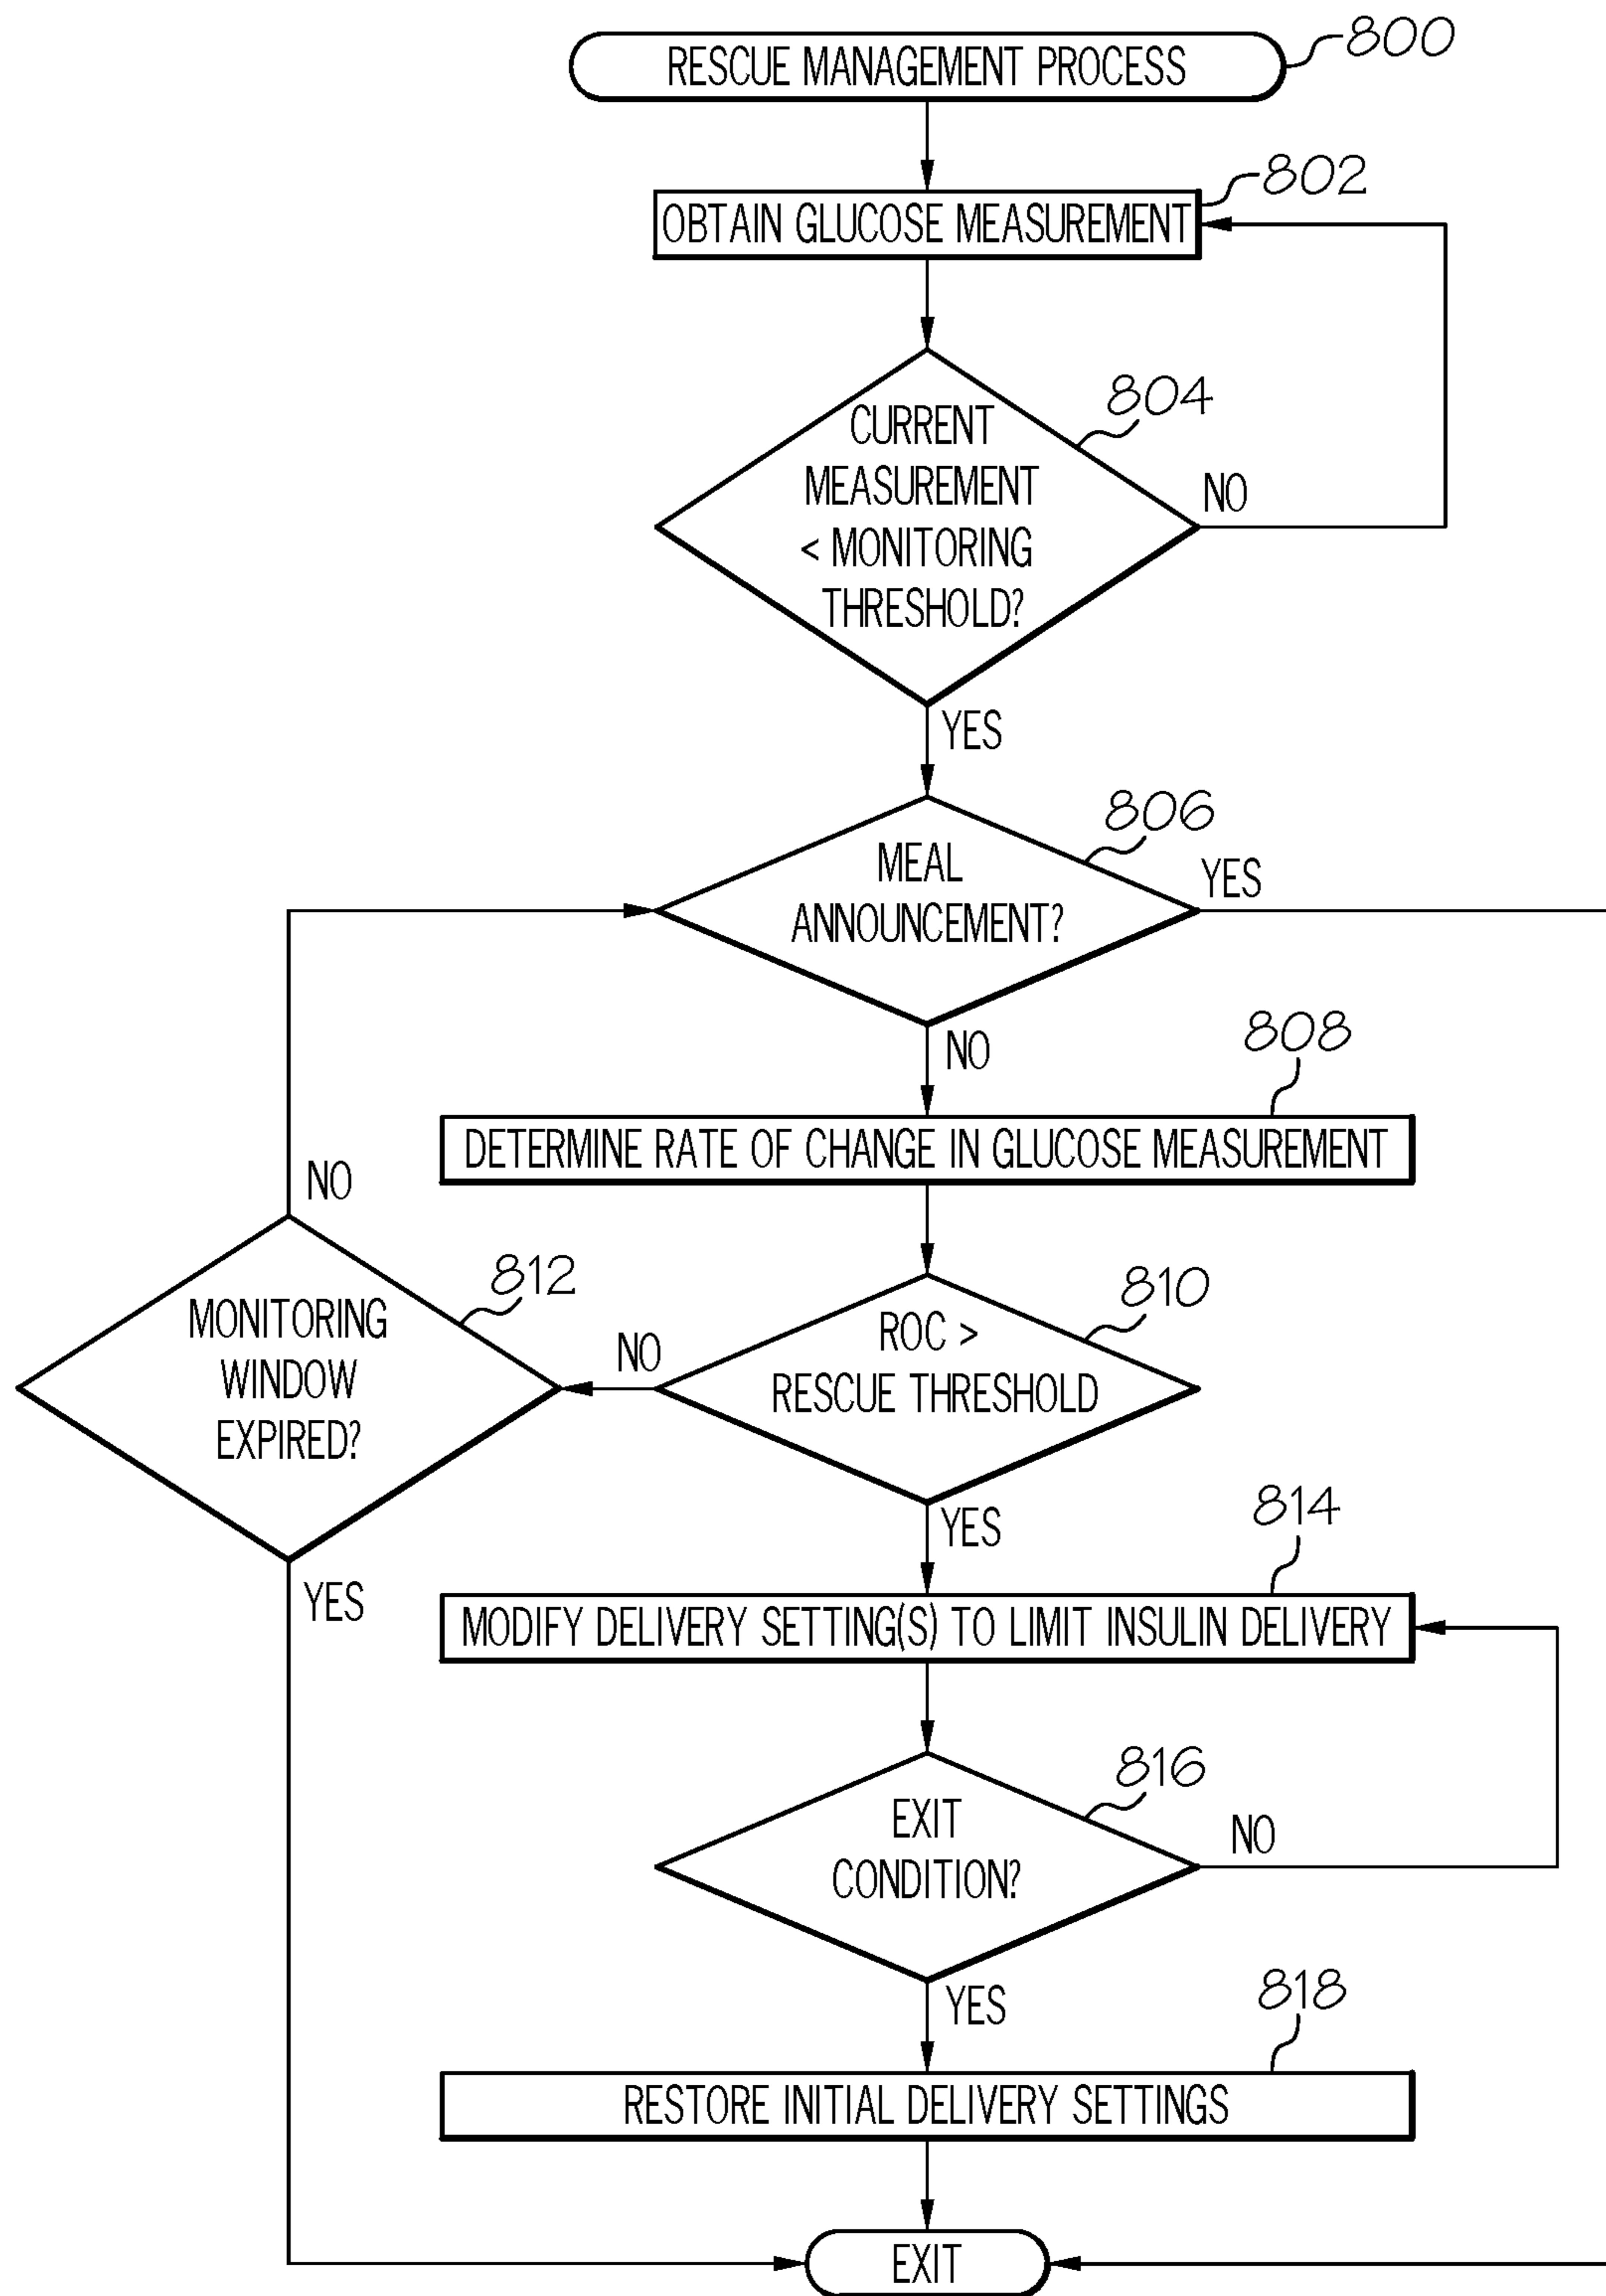 RESCUE MANAGEMENT PROCESS
800
OBTAIN GLUCOSE MEASUREMENT
802
CURRENT
MEASUREMENT
< MONITORING
THRESHOLD?
804
NO
YES
MEAL
ANNOUNCEMENT?
806
YES
NO
808
DETERMINE RATE OF CHANGE IN GLUCOSE MEASUREMENT
ROC >
RESCUE THRESHOLD
810
NO
MONITORING
WINDOW
EXPIRED?
812
NO
YES
YES
814
MODIFY DELIVERY SETTING(S) TO LIMIT INSULIN DELIVERY
EXIT
CONDITION?
816
NO
YES
818
RESTORE INITIAL DELIVERY SETTINGS
EXIT